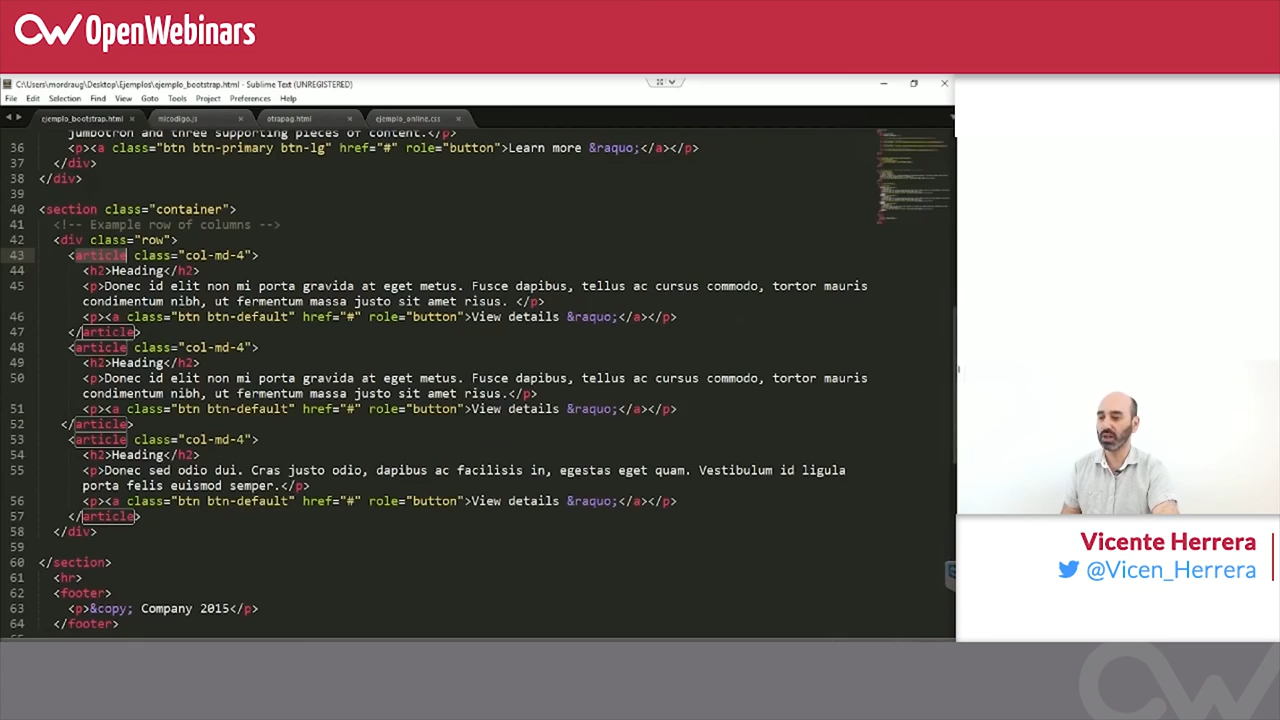 OpenWebinars
C:\Users\mordraug\Desktop\Ejemplos\ejemplo_bootstrap.html - Sublime Text (UNREGISTERED)
File Edit Selection Find View Goto Tools Project Preferences Help
ejemplo_bootstrap.html × micodigo.js × otrapag.html × ejemplo_online.css ×
jumbotron and three supporting pieces of content.</p>
36 <p><a class="btn btn-primary btn-lg" href="#" role="button">Learn more &raquo;</a></p>
37 </div>
38 </div>
39
40 <section class="container">
41 <!-- Example row of columns -->
42 <div class="row">
43 <article class="col-md-4">
44 <h2>Heading</h2>
45 <p>Donec id elit non mi porta gravida at eget metus. Fusce dapibus, tellus ac cursus commodo, tortor mauris
condimentum nibh, ut fermentum massa justo sit amet risus. </p>
46 <p><a class="btn btn-default" href="#" role="button">View details &raquo;</a></p>
47 </article>
48 <article class="col-md-4">
49 <h2>Heading</h2>
50 <p>Donec id elit non mi porta gravida at eget metus. Fusce dapibus, tellus ac cursus commodo, tortor mauris
condimentum nibh, ut fermentum massa justo sit amet risus.</p>
51 <p><a class="btn btn-default" href="#" role="button">View details &raquo;</a></p>
52 </article>
53 <article class="col-md-4">
54 <h2>Heading</h2>
55 <p>Donec sed odio dui. Cras justo odio, dapibus ac facilisis in, egestas eget quam. Vestibulum id ligula
porta felis euismod semper.</p>
56 <p><a class="btn btn-default" href="#" role="button">View details &raquo;</a></p>
57 </article>
58 </div>
59
60 </section>
61 <hr>
62 <footer>
63 <p>&copy; Company 2015</p>
64 </footer>
Vicente Herrera
@Vicen_Herrera